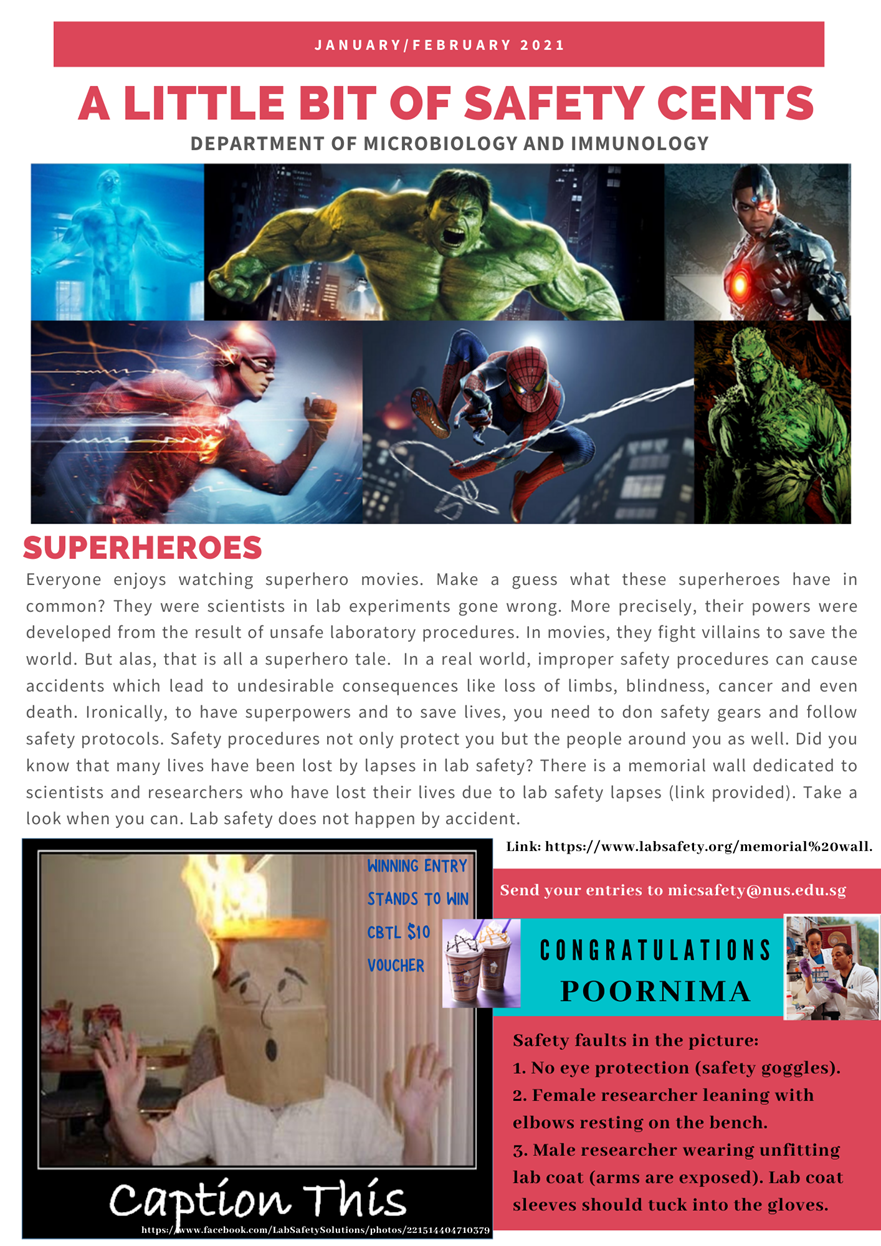 JANUARY/FEBRUARY 2021
A LITTLE BIT OF SAFETY CENTS
DEPARTMENT OF MICROBIOLOGY AND IMMUNOLOGY
SUPERHEROES
Everyone enjoys watching superhero movies. Make a guess what these superheroes have in
common? They were scientists in lab experiments gone wrong. More precisely, their powers were
developed from the result of unsafe laboratory procedures. In movies, they fight villains to save the
world. But alas, that is all a superhero tale. In a real world, improper safety procedures can cause
accidents which lead to undesirable consequences like loss of limbs, blindness, cancer and even
death. Ironically, to have superpowers and to save lives, you need to don safety gears and follow
safety protocols. Safety procedures not only protect you but the people around you as well. Did you
know that many lives have been lost by lapses in lab safety? There is a memorial wall dedicated to
scientists and researchers who have lost their lives due to lab safety lapses (link provided). Take a
look when you can. Lab safety does not happen by accident.
Link: https://www.labsafety.org/memorial%20wall.
WINNING ENTRY
STANDS TO WIN
CBTL $10
VOUCHER
Caption This
https://www.facebook.com/LabSafetySolutions/photos/221514404710379
Send your entries to micsafety@nus.edu.sg
CONGRATULATIONS
POORNIMA
Safety faults in the picture:
1. No eye protection (safety goggles).
2. Female researcher leaning with
elbows resting on the bench.
3. Male researcher wearing unfitting
lab coat (arms are exposed). Lab coat
sleeves should tuck into the gloves.